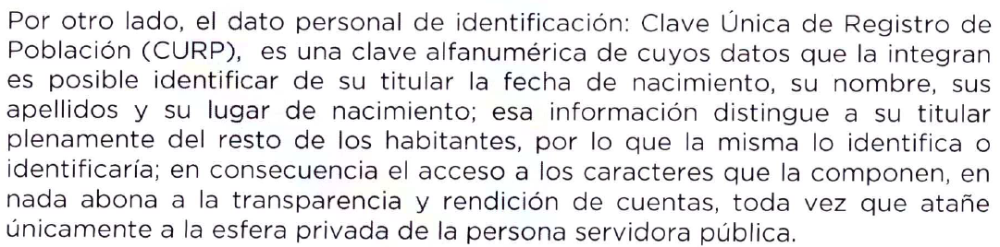 Por otro lado, el dato personal de identificación: Clave Única de Registro de
Población (CURP), es una clave alfanumérica de cuyos datos que la integran
es posible identificar de su titular la fecha de nacimiento, su nombre, sus
apellidos y su lugar de nacimiento; esa información distingue a su titular
plenamente del resto de los habitantes, por lo que la misma lo identifica o
identificaría; en consecuencia el acceso a los caracteres que la componen, en
nada abona a la transparencia y rendición de cuentas, toda vez que atañe
únicamente a la esfera privada de la persona servidora pública.